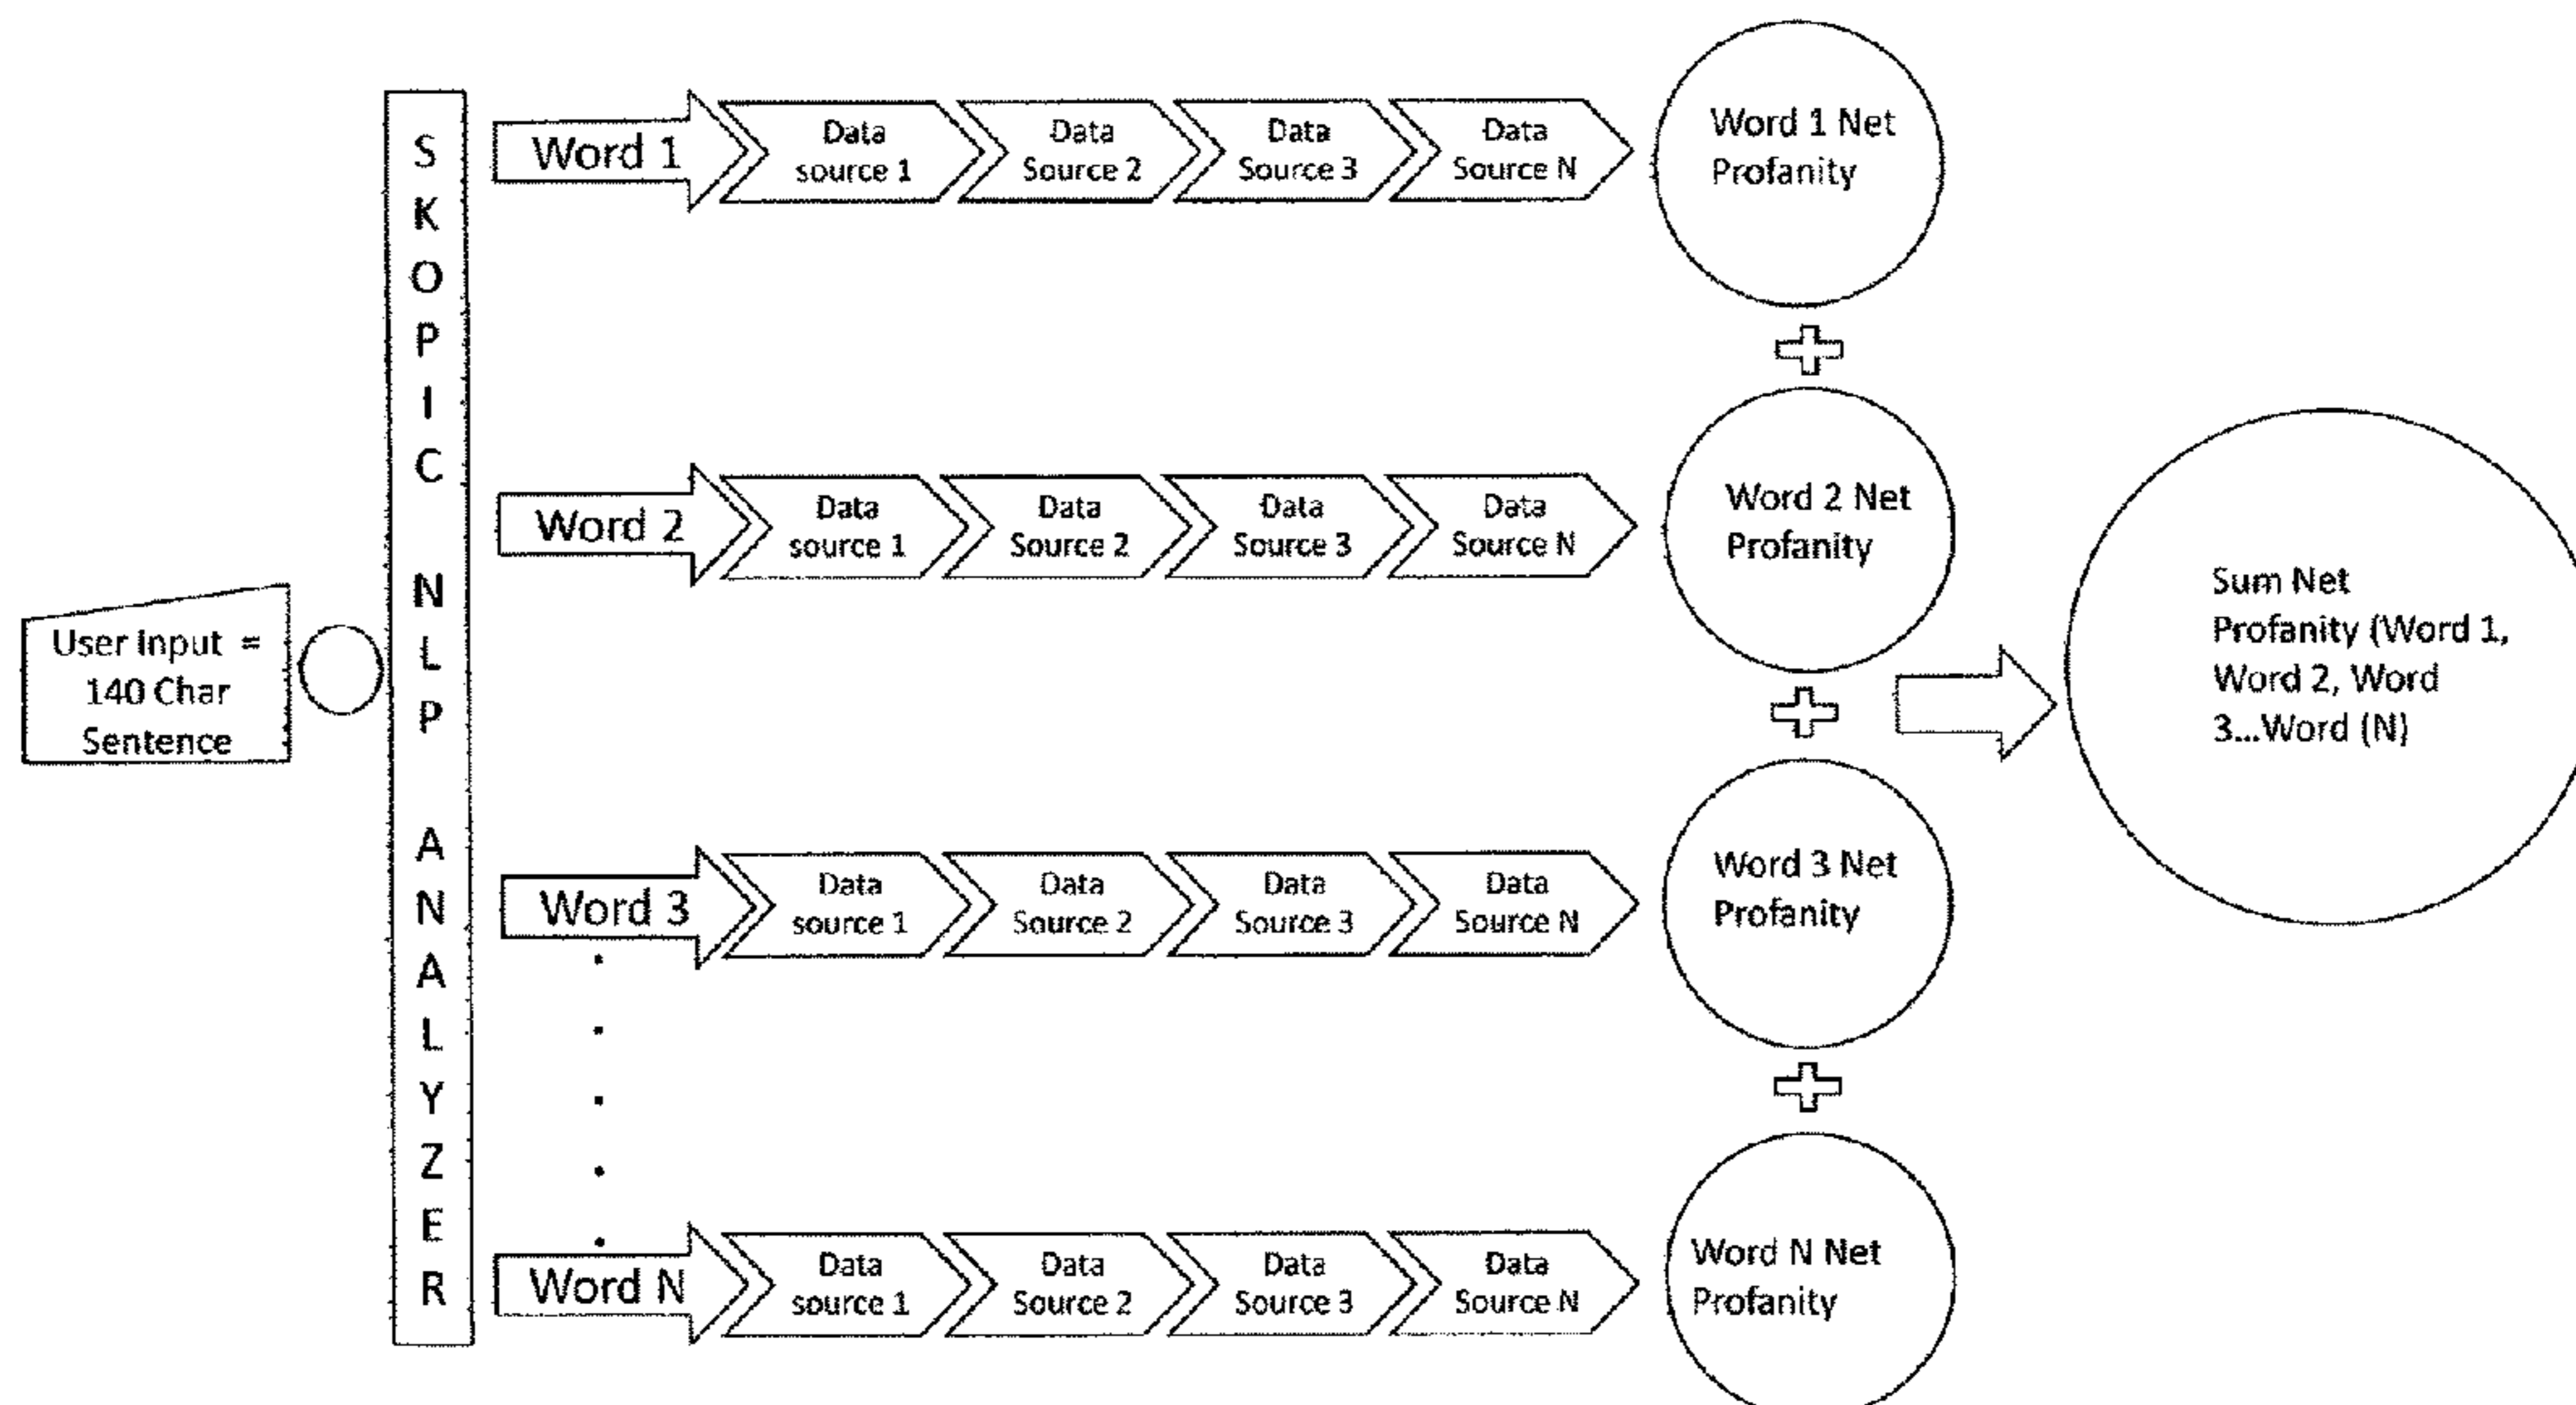 User Input =
140 Char
Sentence
SKOPIC NLP ANALYZER
Word 1
Data
source 1
Data
Source 2
Data
Source 3
Data
Source N
Word 1 Net
Profanity
Word 2
Data
source 1
Data
Source 2
Data
Source 3
Data
Source N
Word 2 Net
Profanity
Word 3
Data
source 1
Data
Source 2
Data
Source 3
Data
Source N
Word 3 Net
Profanity
Word N
Data
source 1
Data
Source 2
Data
Source 3
Data
Source N
Word N Net
Profanity
Sum Net
Profanity (Word 1,
Word 2, Word
3...Word (N)